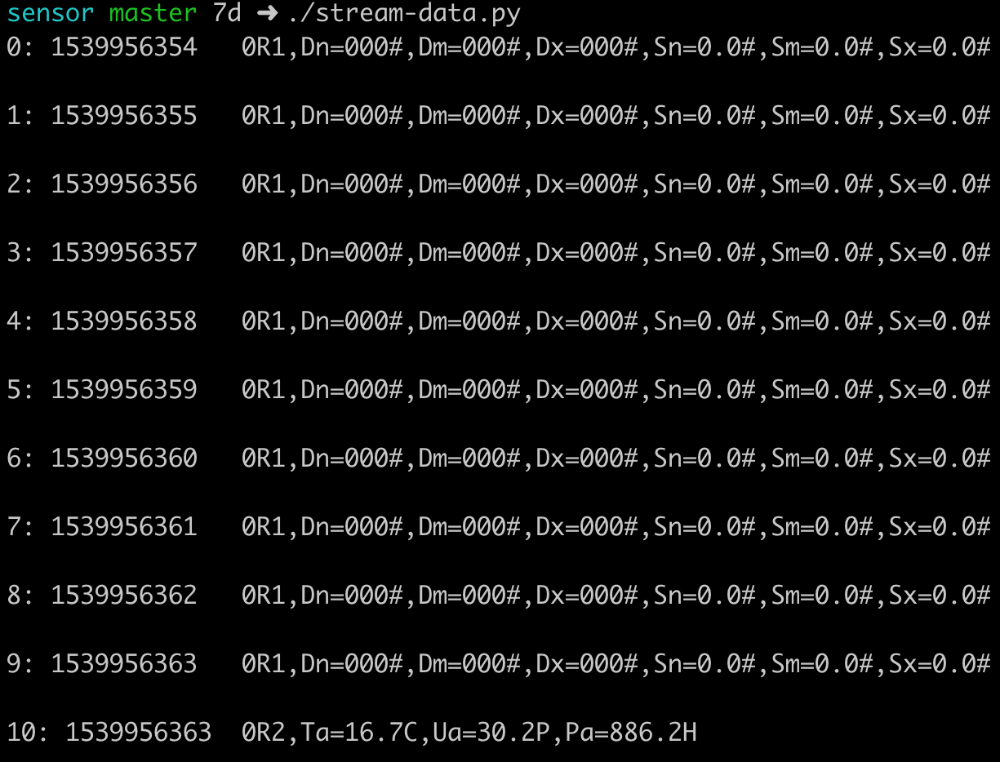 sensor master 7d ➜ ./stream-data.py
0: 1539956354   0R1,Dn=000#,Dm=000#,Dx=000#,Sn=0.0#,Sm=0.0#,Sx=0.0#
1: 1539956355   0R1,Dn=000#,Dm=000#,Dx=000#,Sn=0.0#,Sm=0.0#,Sx=0.0#
2: 1539956356   0R1,Dn=000#,Dm=000#,Dx=000#,Sn=0.0#,Sm=0.0#,Sx=0.0#
3: 1539956357   0R1,Dn=000#,Dm=000#,Dx=000#,Sn=0.0#,Sm=0.0#,Sx=0.0#
4: 1539956358   0R1,Dn=000#,Dm=000#,Dx=000#,Sn=0.0#,Sm=0.0#,Sx=0.0#
5: 1539956359   0R1,Dn=000#,Dm=000#,Dx=000#,Sn=0.0#,Sm=0.0#,Sx=0.0#
6: 1539956360   0R1,Dn=000#,Dm=000#,Dx=000#,Sn=0.0#,Sm=0.0#,Sx=0.0#
7: 1539956361   0R1,Dn=000#,Dm=000#,Dx=000#,Sn=0.0#,Sm=0.0#,Sx=0.0#
8: 1539956362   0R1,Dn=000#,Dm=000#,Dx=000#,Sn=0.0#,Sm=0.0#,Sx=0.0#
9: 1539956363   0R1,Dn=000#,Dm=000#,Dx=000#,Sn=0.0#,Sm=0.0#,Sx=0.0#
10: 1539956363  0R2,Ta=16.7C,Ua=30.2P,Pa=886.2H